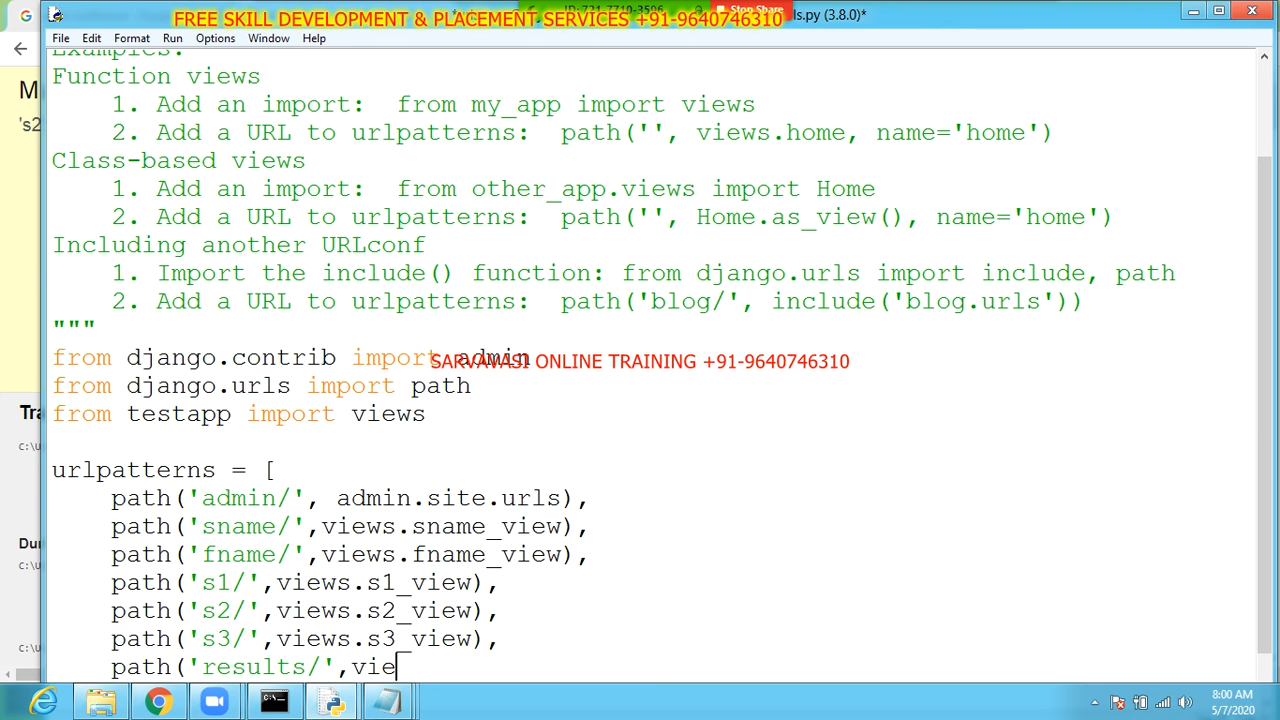 FREE SKILL DEVELOPMENT & PLACEMENT SERVICES +91-9640746310
Stop Share
ls.py (3.8.0)*
File Edit Format Run Options Window Help
Examples:
Function views
1. Add an import: from my_app import views
2. Add a URL to urlpatterns: path('', views.home, name='home')
Class-based views
1. Add an import: from other_app.views import Home
2. Add a URL to urlpatterns: path('', Home.as_view(), name='home')
Including another URLconf
1. Import the include() function: from django.urls import include, path
2. Add a URL to urlpatterns: path('blog/', include('blog.urls'))
"""
from django.contrib import admin
SARVAVASI ONLINE TRAINING +91-9640746310
from django.urls import path
from testapp import views
urlpatterns = [
path('admin/', admin.site.urls),
path('sname/',views.sname_view),
path('fname/',views.fname_view),
path('s1/',views.s1_view),
path('s2/',views.s2_view),
path('s3/',views.s3_view),
path('results/',vie
M
's2
Tra
C:\u
Dur
C:\u
C:\u
8:00 AM
5/7/2020